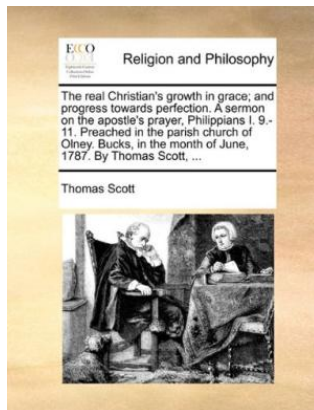 ECCO
Religion and Philosophy
The real Christian's growth in grace; and
progress towards perfection. A sermon
on the apostle's prayer, Philippians I. 9.-
11. Preached in the parish church of
Olney. Bucks, in the month of June,
1787. By Thomas Scott, ...
Thomas Scott